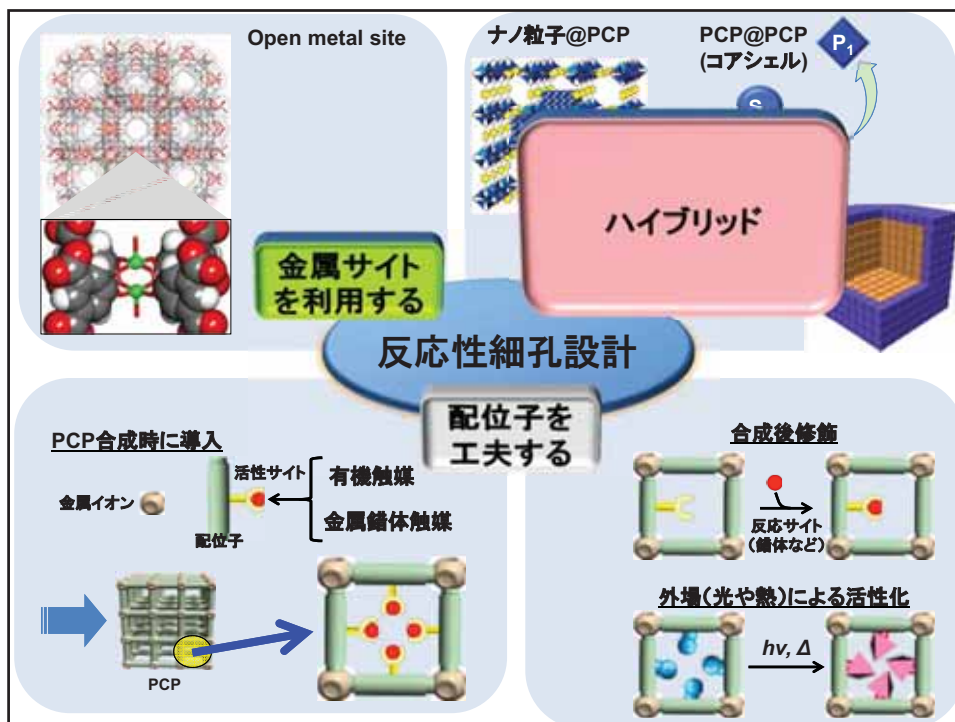 Open metal site
ナノ粒子@PCP
PCP@PCP
(コアシェル)
P1
S
ハイブリッド
金属サイト
を利用する
反応性細孔設計
配位子を
工夫する
PCP合成時に導入
金属イオン
活性サイト
配位子
有機触媒
金属錯体触媒
PCP
合成後修飾
反応サイト
(錯体など)
外場(光や熱)による活性化
hν, Δ